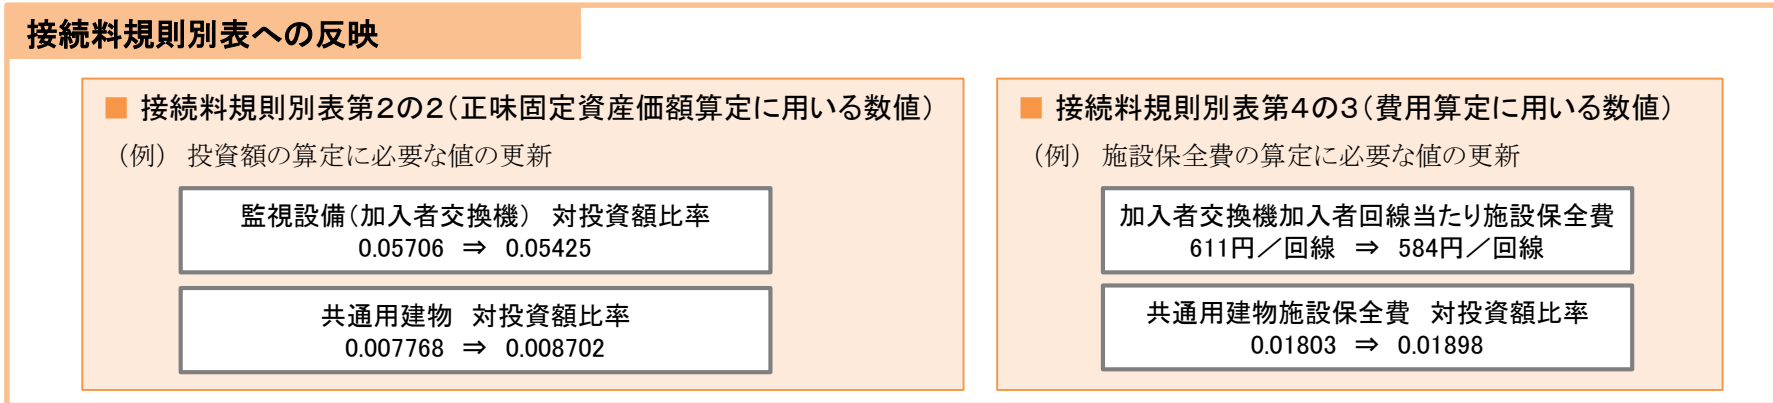 接続料規則別表への反映
■ 接続料規則別表第２の２（正味固定資産価額算定に用いる数値）
（例） 投資額の算定に必要な値の更新
監視設備（加入者交換機） 対投資額比率
0.05706 ⇒ 0.05425
共通用建物 対投資額比率
0.007768 ⇒ 0.008702
■ 接続料規則別表第４の３（費用算定に用いる数値）
（例） 施設保全費の算定に必要な値の更新
加入者交換機加入者回線当たり施設保全費
611円／回線 ⇒ 584円／回線
共通用建物施設保全費 対投資額比率
0.01803 ⇒ 0.01898